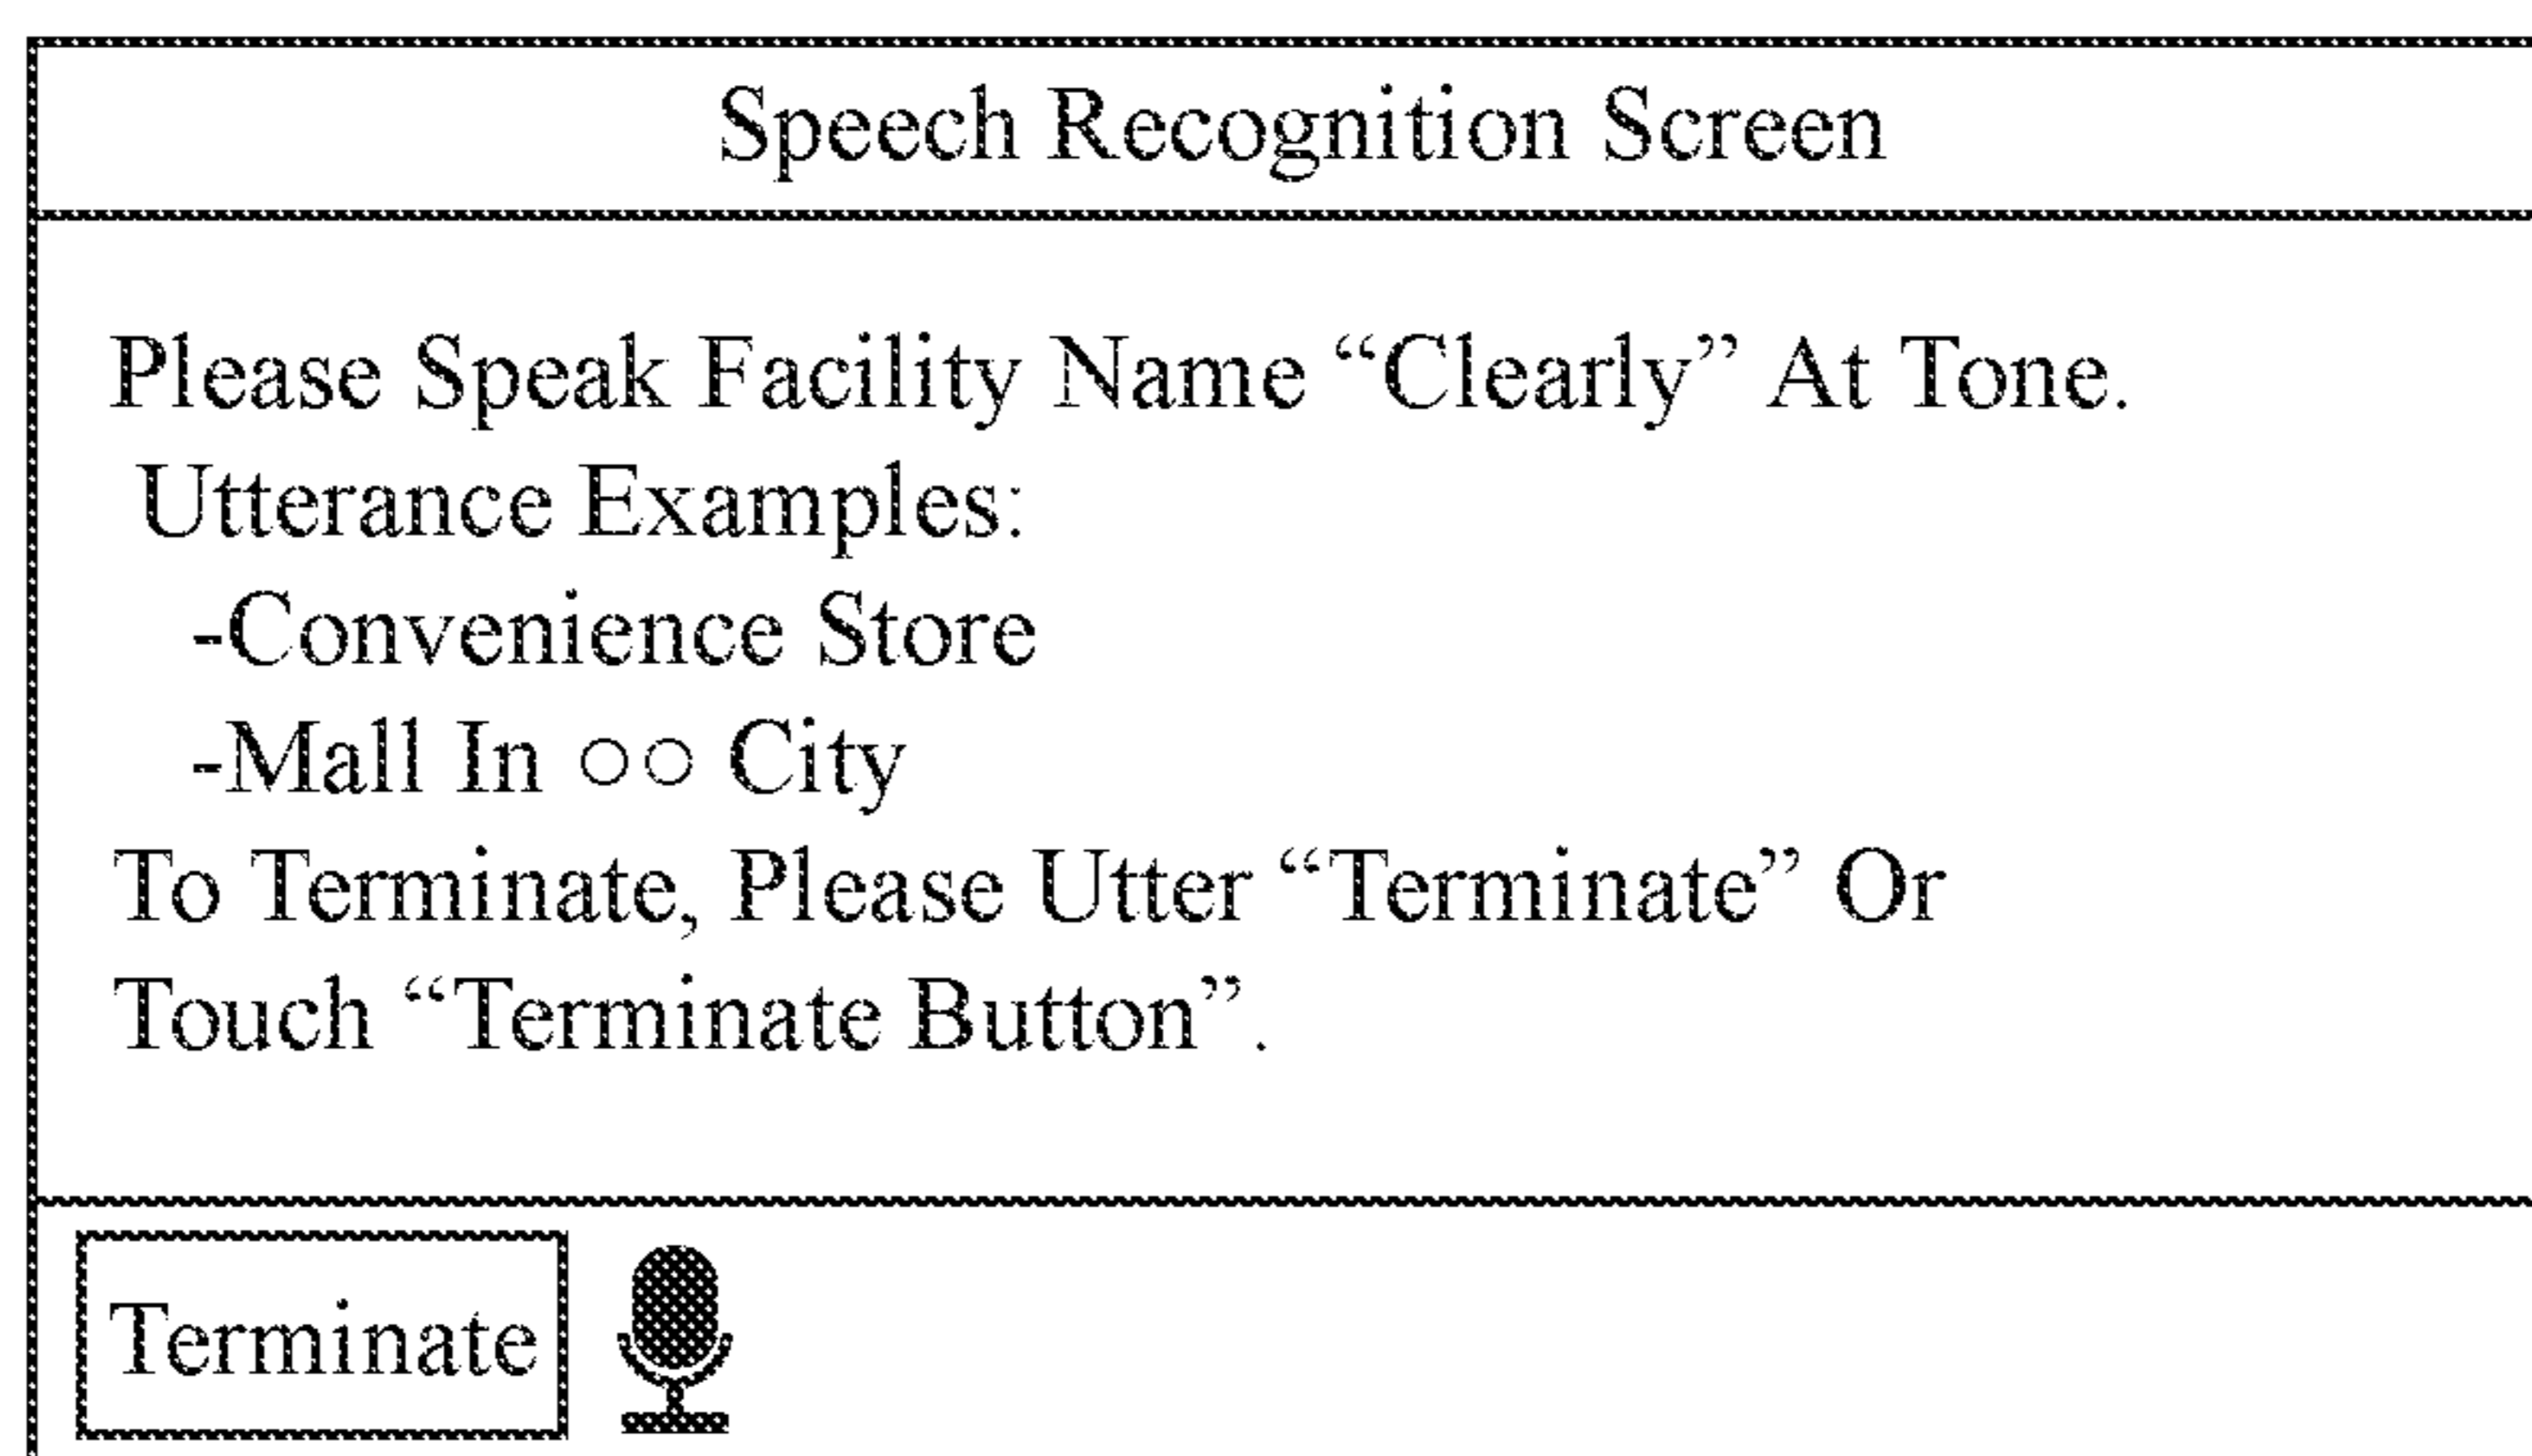 Speech Recognition Screen
Please Speak Facility Name “Clearly” At Tone.
Utterance Examples:
-Convenience Store
-Mall In ○○ City
To Terminate, Please Utter “Terminate” Or
Touch “Terminate Button”.
Terminate